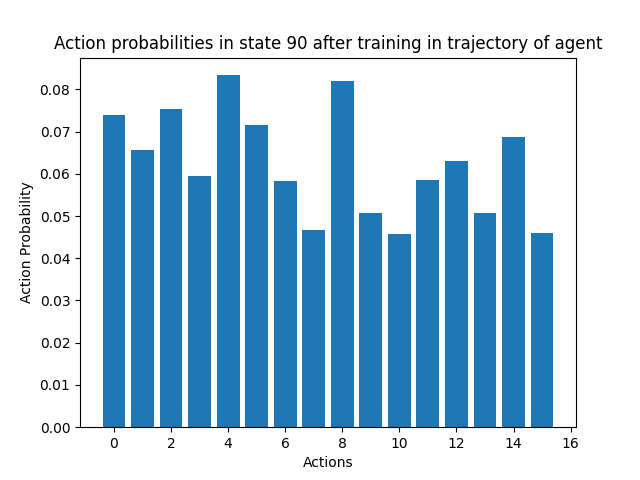 Action probabilities in state 90 after training in trajectory of agent
0.08
0.07
0.06
0.05
0.04
0.03
0.02
0.01
0.00
Action Probability
0 2 4 6 8 10 12 14 16
Actions